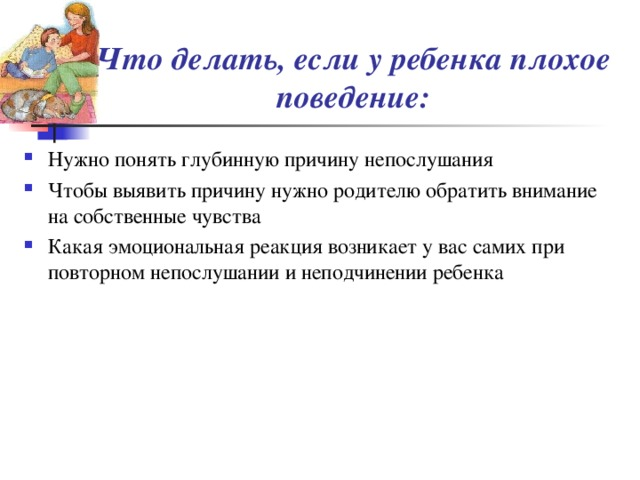 Что делать, если у ребенка плохое
поведение:
Нужно понять глубинную причину непослушания
Чтобы выявить причину нужно родителю обратить внимание
на собственные чувства
Какая эмоциональная реакция возникает у вас самих при
повторном непослушании и неподчинении ребенка